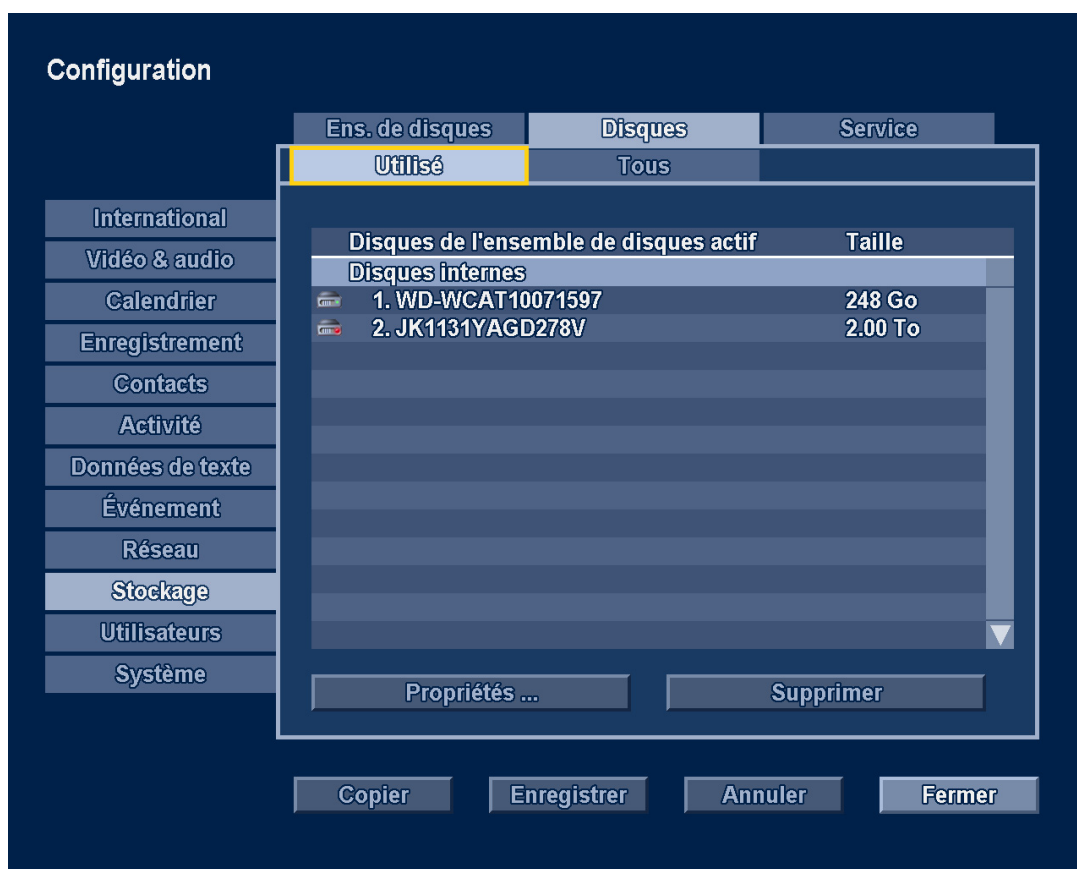 Configuration
Ens. de disques Disques Service
Utilisé Tous
International
Vidéo & audio
Calendrier
Enregistrement
Contacts
Activité
Données de texte
Événement
Réseau
Stockage
Utilisateurs
Système
Disques de l'ensemble de disques actif Taille
Disques internes
1. WD-WCAT10071597 248 Go
2. JK1131YAGD278V 2.00 To
Propriétés ... Supprimer
Copier Enregistrer Annuler Fermer